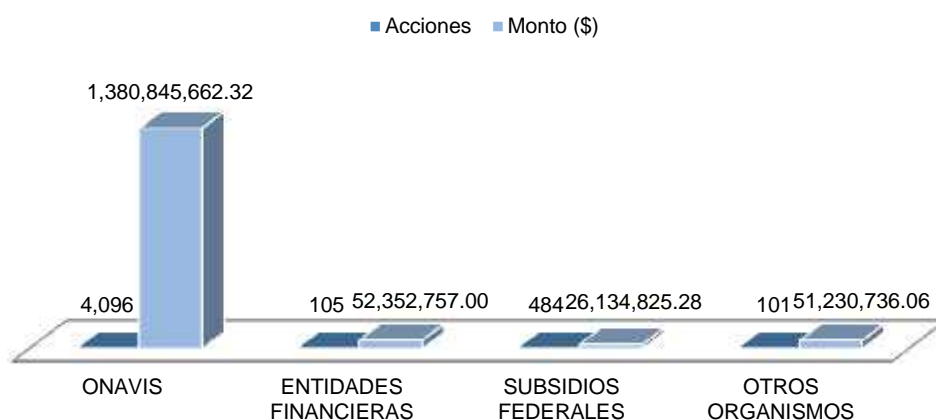 Acciones Monto ($)
1,380,845,662.32
4,096
105 52,352,757.00
484 26,134,825.28
101 51,230,736.06
ONAVIS
ENTIDADES
FINANCIERAS
SUBSIDIOS
FEDERALES
OTROS
ORGANISMOS